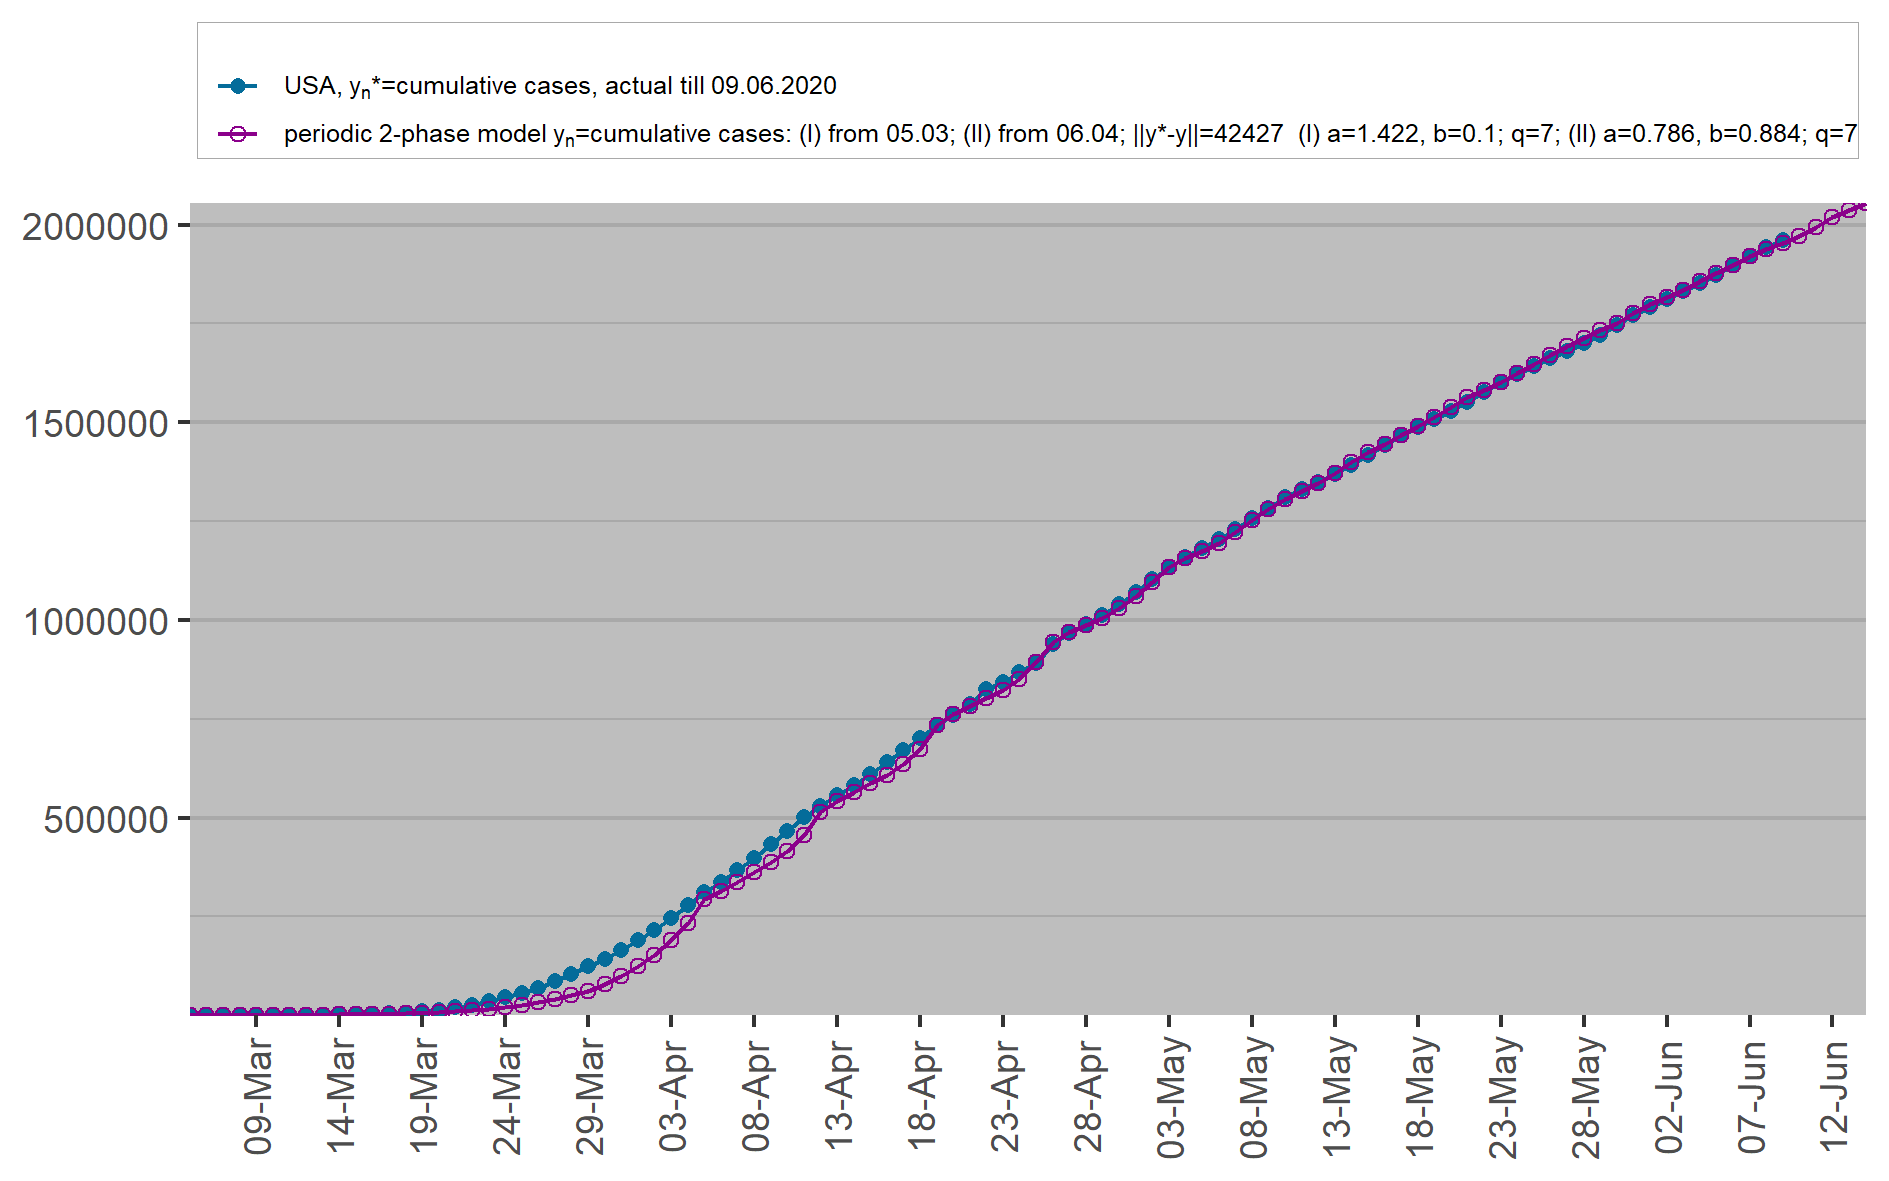 USA, yn*=cumulative cases, actual till 09.06.2020
periodic 2-phase model yn=cumulative cases: (I) from 05.03; (II) from 06.04; ||y*-y||=42427  (I) a=1.422, b=0.1; q=7; (II) a=0.786, b=0.884; q=7
2000000
1500000
1000000
500000
09-Mar
14-Mar
19-Mar
24-Mar
29-Mar
03-Apr
08-Apr
13-Apr
18-Apr
23-Apr
28-Apr
03-May
08-May
13-May
18-May
23-May
28-May
02-Jun
07-Jun
12-Jun